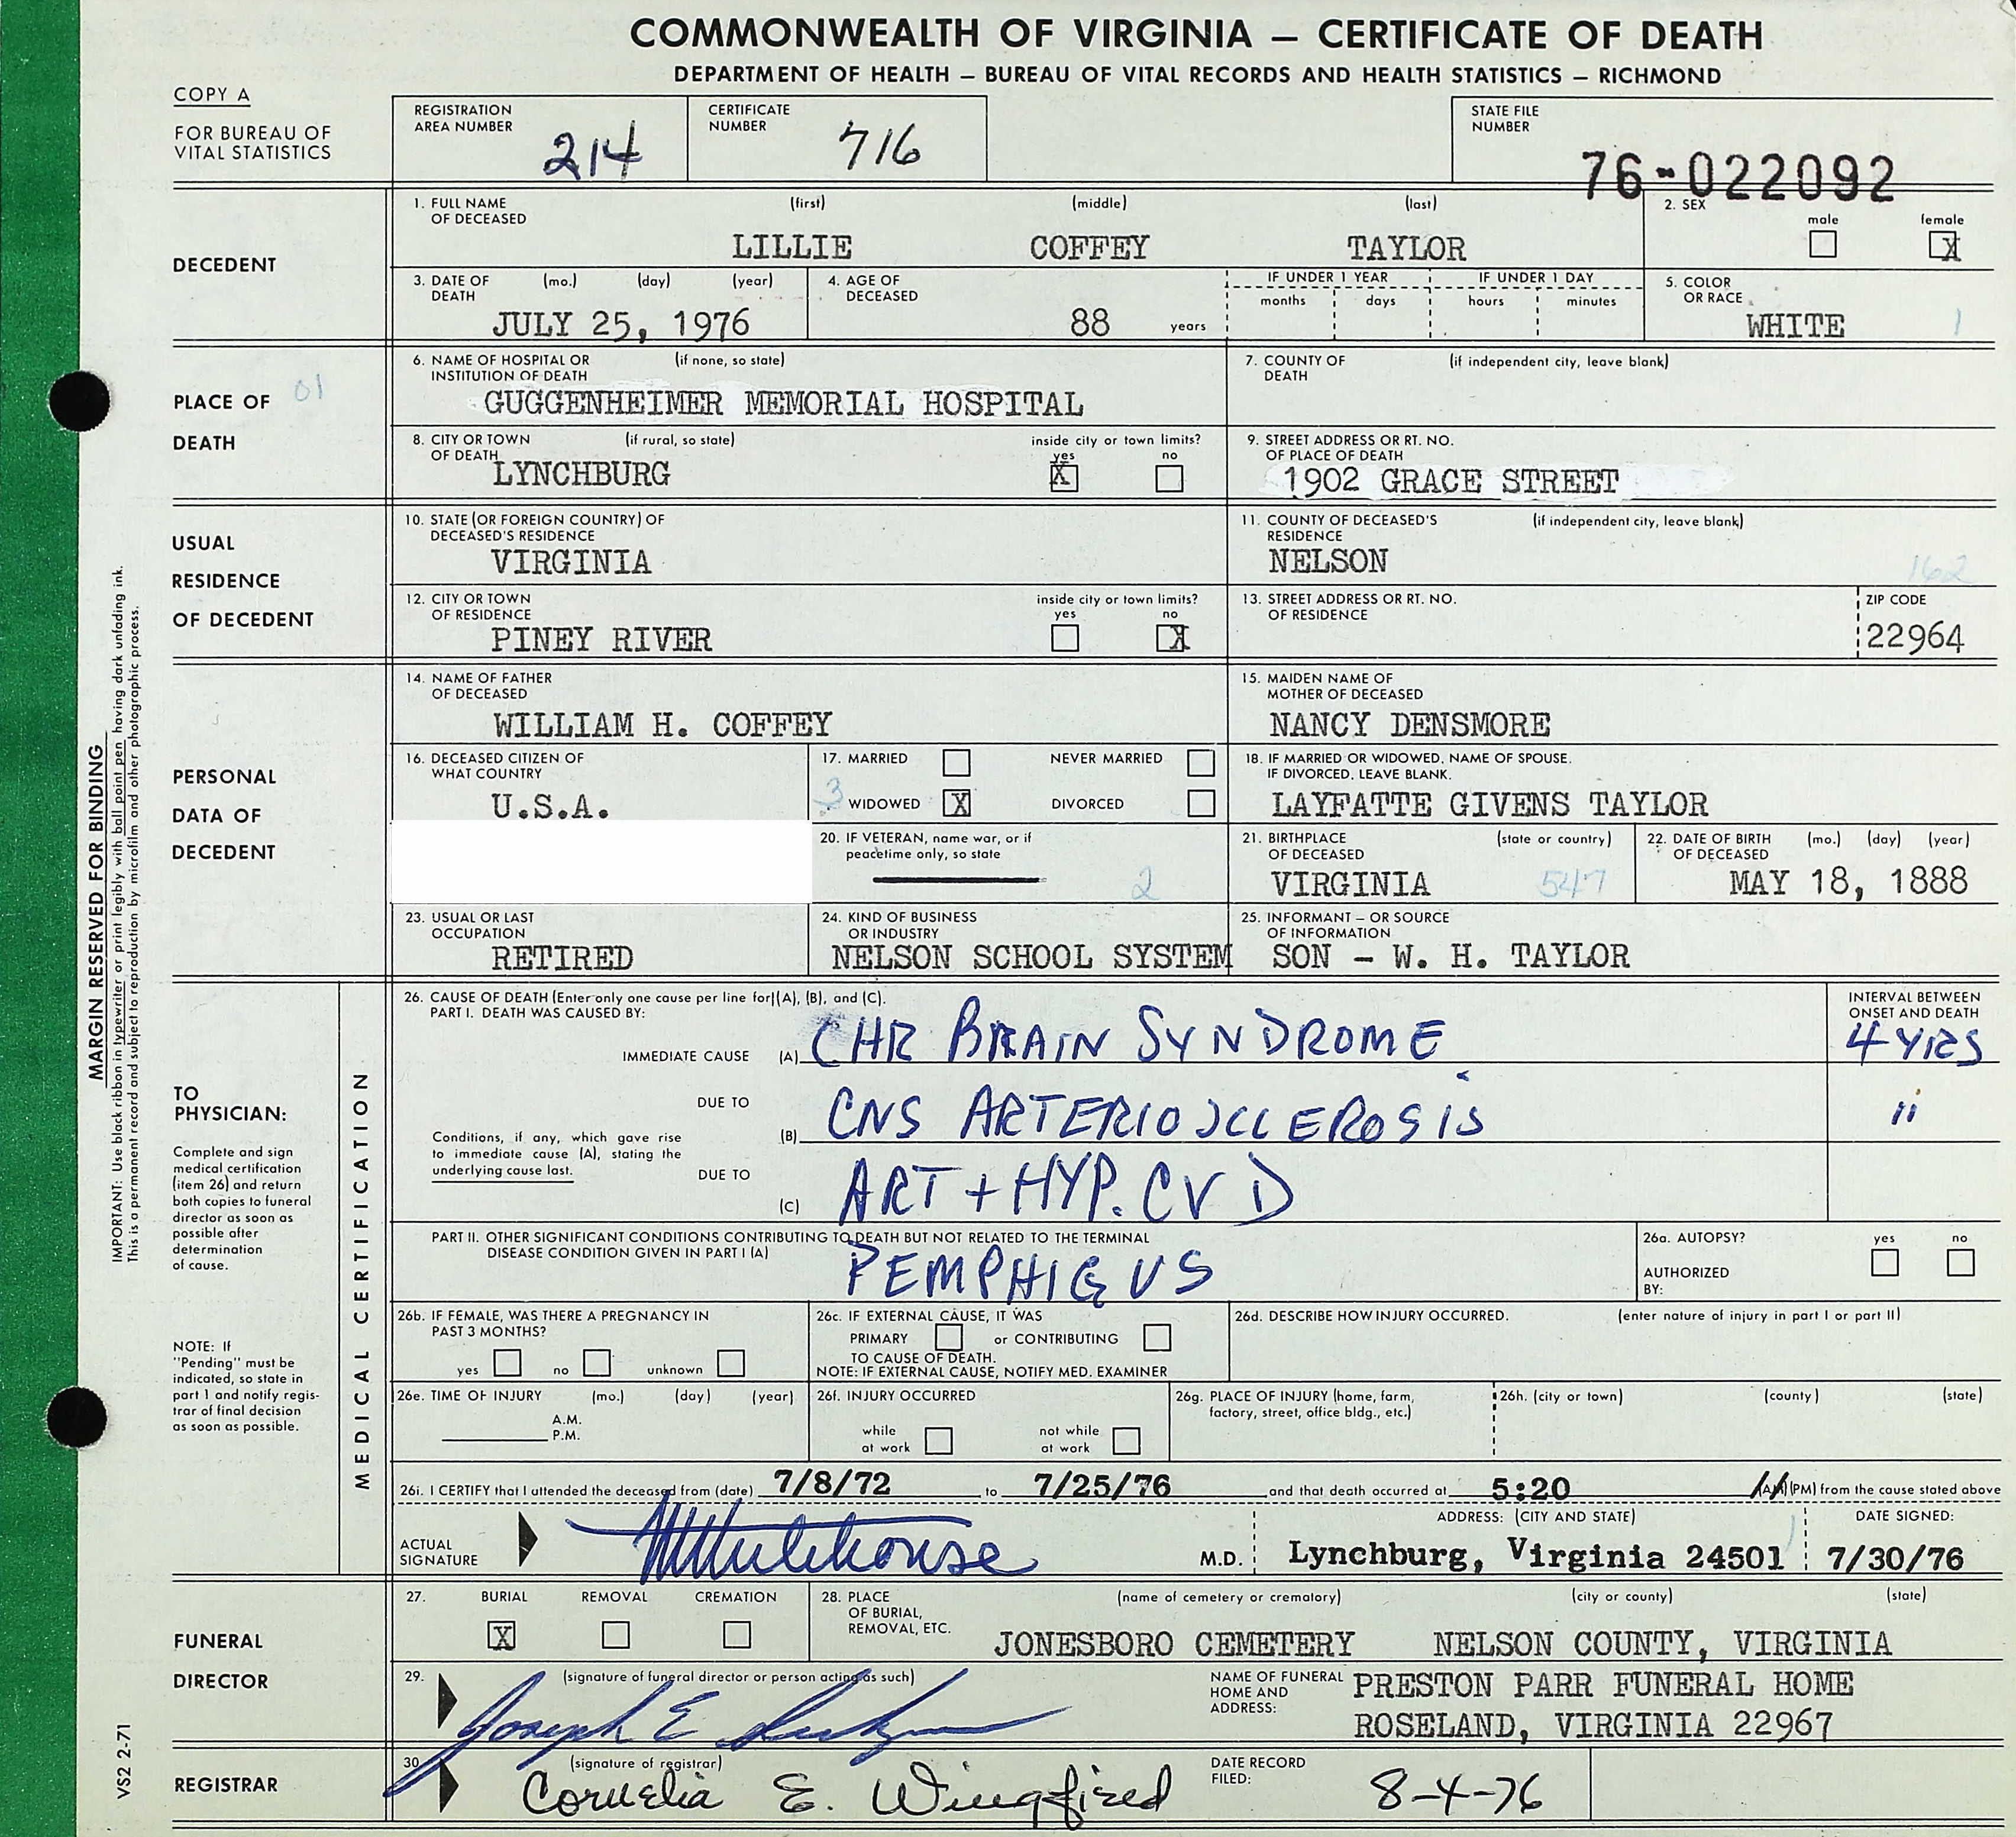 COMMONWEALTH OF VIRGINIA — CERTIFICATE OF DEATH
DEPARTMENT OF HEALTH — BUREAU OF VITAL RECORDS AND HEALTH STATISTICS — RICHMOND
COPY A
FOR BUREAU OF
VITAL STATISTICS
REGISTRATION
AREA NUMBER
214
CERTIFICATE
NUMBER
716
STATE FILE
NUMBER
76-022092
DECEDENT
1. FULL NAME (first) (middle) (last)
OF DECEASED
LILLIE COFFEY TAYLOR
2. SEX
male female
X
3. DATE OF (mo.) (day) (year)
DEATH
JULY 25, 1976
4. AGE OF
DECEASED
88 years
IF UNDER 1 YEAR IF UNDER 1 DAY
months days hours minutes
5. COLOR
OR RACE
WHITE 1
PLACE OF 01
DEATH
6. NAME OF HOSPITAL OR (if none, so state)
INSTITUTION OF DEATH
GUGGENHEIMER MEMORIAL HOSPITAL
7. COUNTY OF (if independent city, leave blank)
DEATH
8. CITY OR TOWN (if rural, so state) inside city or town limits?
OF DEATH yes no
LYNCHBURG X
9. STREET ADDRESS OR RT. NO.
OF PLACE OF DEATH
1902 GRACE STREET
USUAL
RESIDENCE
OF DECEDENT
10. STATE (OR FOREIGN COUNTRY) OF
DECEASED'S RESIDENCE
VIRGINIA
11. COUNTY OF DECEASED'S (if independent city, leave blank)
RESIDENCE
NELSON
162
12. CITY OR TOWN inside city or town limits?
OF RESIDENCE yes no
PINEY RIVER X
13. STREET ADDRESS OR RT. NO.
OF RESIDENCE
ZIP CODE
22964
PERSONAL
DATA OF
DECEDENT
14. NAME OF FATHER
OF DECEASED
WILLIAM H. COFFEY
15. MAIDEN NAME OF
MOTHER OF DECEASED
NANCY DENSMORE
16. DECEASED CITIZEN OF
WHAT COUNTRY
U.S.A.
17. MARRIED NEVER MARRIED
3 WIDOWED X DIVORCED
18. IF MARRIED OR WIDOWED, NAME OF SPOUSE.
IF DIVORCED, LEAVE BLANK.
LAYFATTE GIVENS TAYLOR
20. IF VETERAN, name war, or if
peacetime only, so state
2
21. BIRTHPLACE (state or country)
OF DECEASED
VIRGINIA 547
22. DATE OF BIRTH (mo.) (day) (year)
OF DECEASED
MAY 18, 1888
23. USUAL OR LAST
OCCUPATION
RETIRED
24. KIND OF BUSINESS
OR INDUSTRY
NELSON SCHOOL SYSTEM
25. INFORMANT — OR SOURCE
OF INFORMATION
SON - W. H. TAYLOR
MARGIN RESERVED FOR BINDING
IMPORTANT: Use black ribbon in typewriter or print legibly with ball point pen having dark unfading ink.
This is a permanent record and subject to reproduction by microfilm and other photographic process.
TO
PHYSICIAN:
Complete and sign
medical certification
(item 26) and return
both copies to funeral
director as soon as
possible after
determination
of cause.
NOTE: If
"Pending" must be
indicated, so state in
part 1 and notify regis-
trar of final decision
as soon as possible.
MEDICAL CERTIFICATION
26. CAUSE OF DEATH (Enter only one cause per line for (A), (B), and (C).
PART I. DEATH WAS CAUSED BY:
INTERVAL BETWEEN
ONSET AND DEATH
IMMEDIATE CAUSE (A) CHR BRAIN SYNDROME 4 YRS
DUE TO
(B) CNS ARTERIOSCLEROSIS 11
Conditions, if any, which gave rise
to immediate cause (A), stating the
underlying cause last.
DUE TO
(C) ART + HYP. CVD
PART II. OTHER SIGNIFICANT CONDITIONS CONTRIBUTING TO DEATH BUT NOT RELATED TO THE TERMINAL
DISEASE CONDITION GIVEN IN PART I (A)
PEMPHIGUS
26a. AUTOPSY? yes no
AUTHORIZED
BY:
26b. IF FEMALE, WAS THERE A PREGNANCY IN
PAST 3 MONTHS?
yes no unknown
26c. IF EXTERNAL CAUSE, IT WAS
PRIMARY or CONTRIBUTING
TO CAUSE OF DEATH.
NOTE: IF EXTERNAL CAUSE, NOTIFY MED. EXAMINER
26d. DESCRIBE HOW INJURY OCCURRED. (enter nature of injury in part I or part II)
26e. TIME OF INJURY (mo.) (day) (year)
A.M.
P.M.
26f. INJURY OCCURRED
while not while
at work at work
26g. PLACE OF INJURY (home, farm,
factory, street, office bldg., etc.)
26h. (city or town) (county) (state)
26i. I CERTIFY that I attended the deceased from (date) 7/8/72 to 7/25/76 and that death occurred at 5:20 (AM) (PM) from the cause stated above
ACTUAL
SIGNATURE
M.D.
ADDRESS: (CITY AND STATE)
Lynchburg, Virginia 24501
DATE SIGNED:
7/30/76
FUNERAL
DIRECTOR
27. BURIAL REMOVAL CREMATION
X
28. PLACE (name of cemetery or crematory) (city or county) (state)
OF BURIAL,
REMOVAL, ETC.
JONESBORO CEMETERY NELSON COUNTY, VIRGINIA
29. (signature of funeral director or person acting as such)
Joseph E
NAME OF FUNERAL
HOME AND
ADDRESS:
PRESTON PARR FUNERAL HOME
ROSELAND, VIRGINIA 22967
REGISTRAR
30. (signature of registrar)
Cornelia E. Wingfield
DATE RECORD
FILED:
8-4-76
VS2 2-71